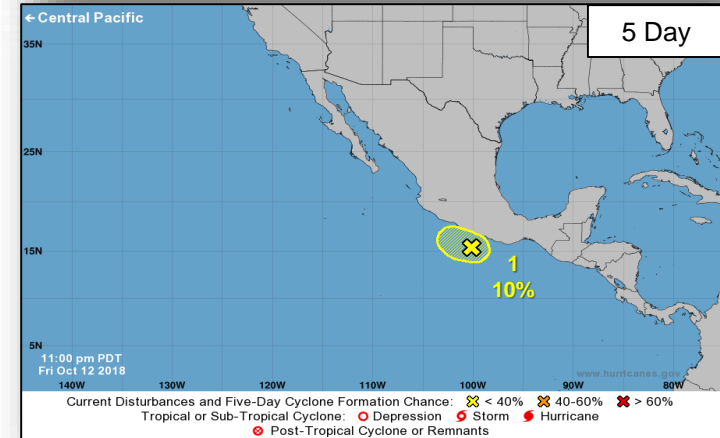 ← Central Pacific
5 Day
35N
25N
15N
5N
1
10%
11:00 pm PDT
Fri Oct 12 2018
www.hurricanes.gov
140W 130W 120W 110W 100W 90W 80W
Current Disturbances and Five-Day Cyclone Formation Chance: < 40% 40-60% > 60%
Tropical or Sub-Tropical Cyclone: Depression Storm Hurricane
Post-Tropical Cyclone or Remnants